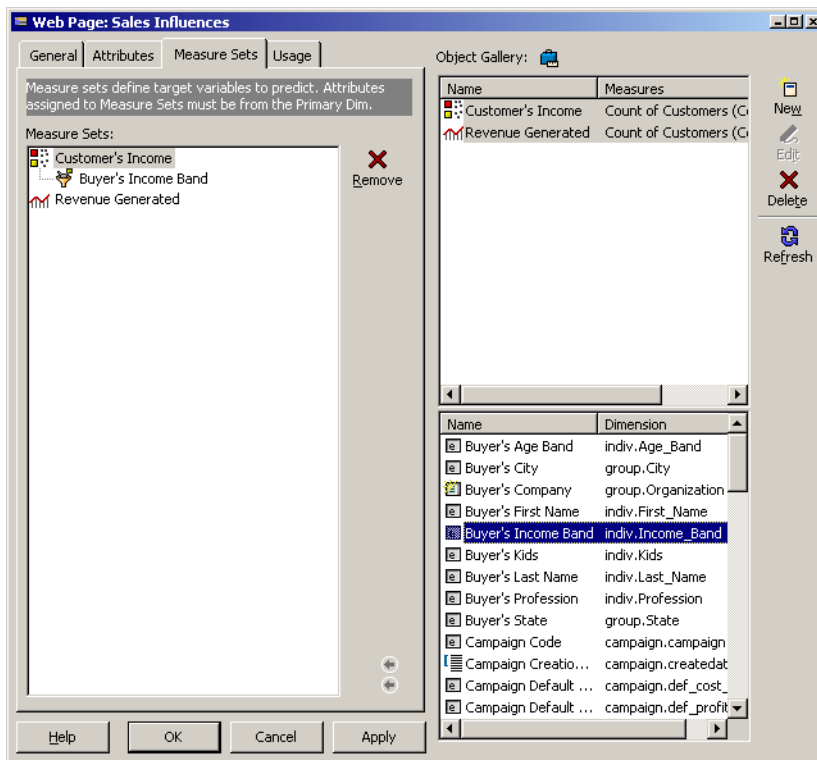 Web Page: Sales Influences
General Attributes Measure Sets Usage
Measure sets define target variables to predict. Attributes
assigned to Measure Sets must be from the Primary Dim.
Measure Sets:
Customer's Income
Buyer's Income Band
Revenue Generated
Remove
Help OK Cancel Apply
Object Gallery:
Name Measures
Customer's Income Count of Customers (Co
Revenue Generated Count of Customers (Co
New
Edit
Delete
Refresh
Name Dimension
Buyer's Age Band indiv.Age_Band
Buyer's City group.City
Buyer's Company group.Organization
Buyer's First Name indiv.First_Name
Buyer's Income Band indiv.Income_Band
Buyer's Kids indiv.Kids
Buyer's Last Name indiv.Last_Name
Buyer's Profession indiv.Profession
Buyer's State group.State
Campaign Code campaign.campaign
Campaign Creatio... campaign.createdat
Campaign Default ... campaign.def_cost_
Campaign Default ... campaign.def_profit